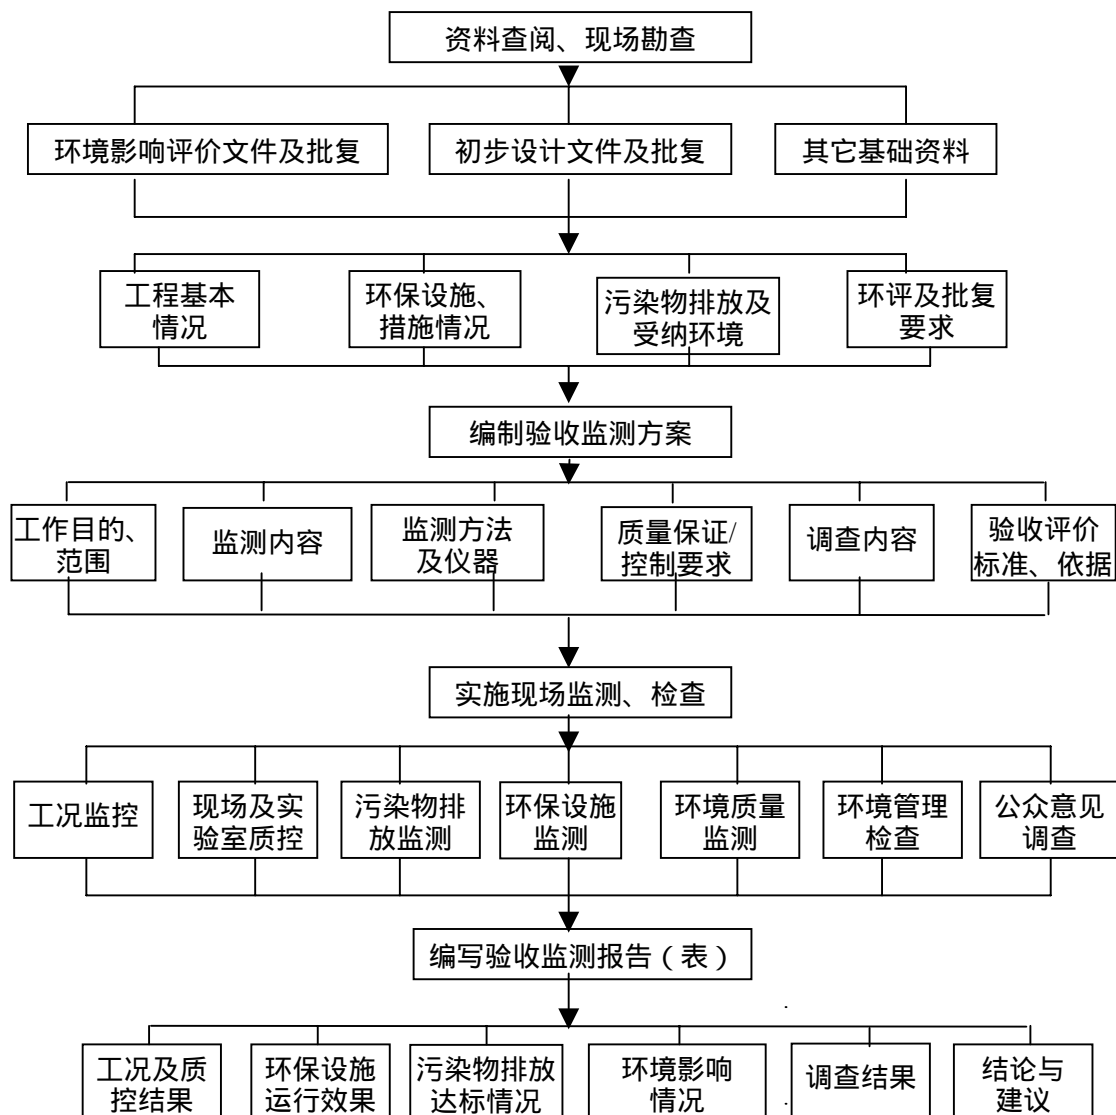 资料查阅、现场勘查
环境影响评价文件及批复
初步设计文件及批复
其它基础资料
工程基本
情况
环保设施、
措施情况
污染物排放及
受纳环境
环评及批复
要求
编制验收监测方案
工作目的、
范围
监测内容
监测方法
及仪器
质量保证/
控制要求
调查内容
验收评价
标准、依据
实施现场监测、检查
工况监控
现场及实
验室质控
污染物排
放监测
环保设施
监测
环境质量
监测
环境管理
检查
公众意见
调查
编写验收监测报告（表）
工况及质
控结果
环保设施
运行效果
污染物排放
达标情况
环境影响
情况
调查结果
结论与
建议